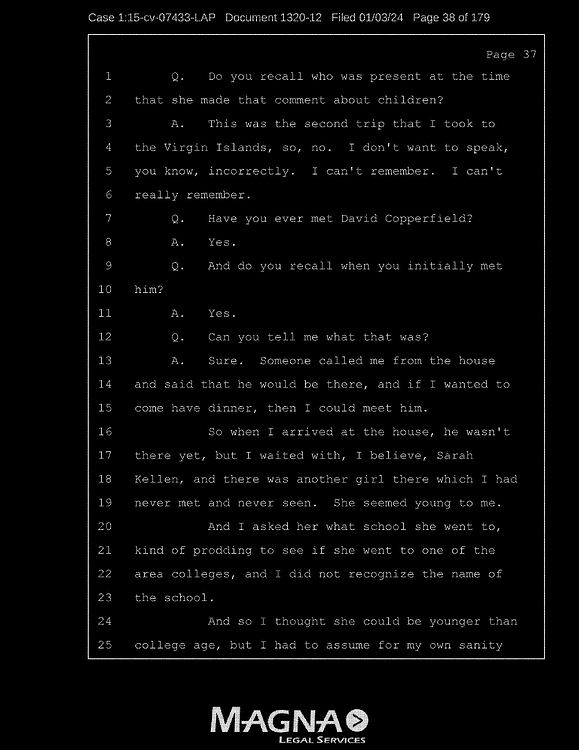 Case 1:15-cv-07433-LAP Document 1320-12 Filed 01/03/24 Page 38 of 179
Page 37
1 Q. Do you recall who was present at the time
2 that she made that comment about children?
3 A. This was the second trip that I took to
4 the Virgin Islands, so, no. I don't want to speak,
5 you know, incorrectly. I can't remember. I can't
6 really remember.
7 Q. Have you ever met David Copperfield?
8 A. Yes.
9 Q. And do you recall when you initially met
10 him?
11 A. Yes.
12 Q. Can you tell me what that was?
13 A. Sure. Someone called me from the house
14 and said that he would be there, and if I wanted to
15 come have dinner, then I could meet him.
16 So when I arrived at the house, he wasn't
17 there yet, but I waited with, I believe, Sarah
18 Kellen, and there was another girl there which I had
19 never met and never seen. She seemed young to me.
20 And I asked her what school she went to,
21 kind of prodding to see if she went to one of the
22 area colleges, and I did not recognize the name of
23 the school.
24 And so I thought she could be younger than
25 college age, but I had to assume for my own sanity
MAGNA
LEGAL SERVICES